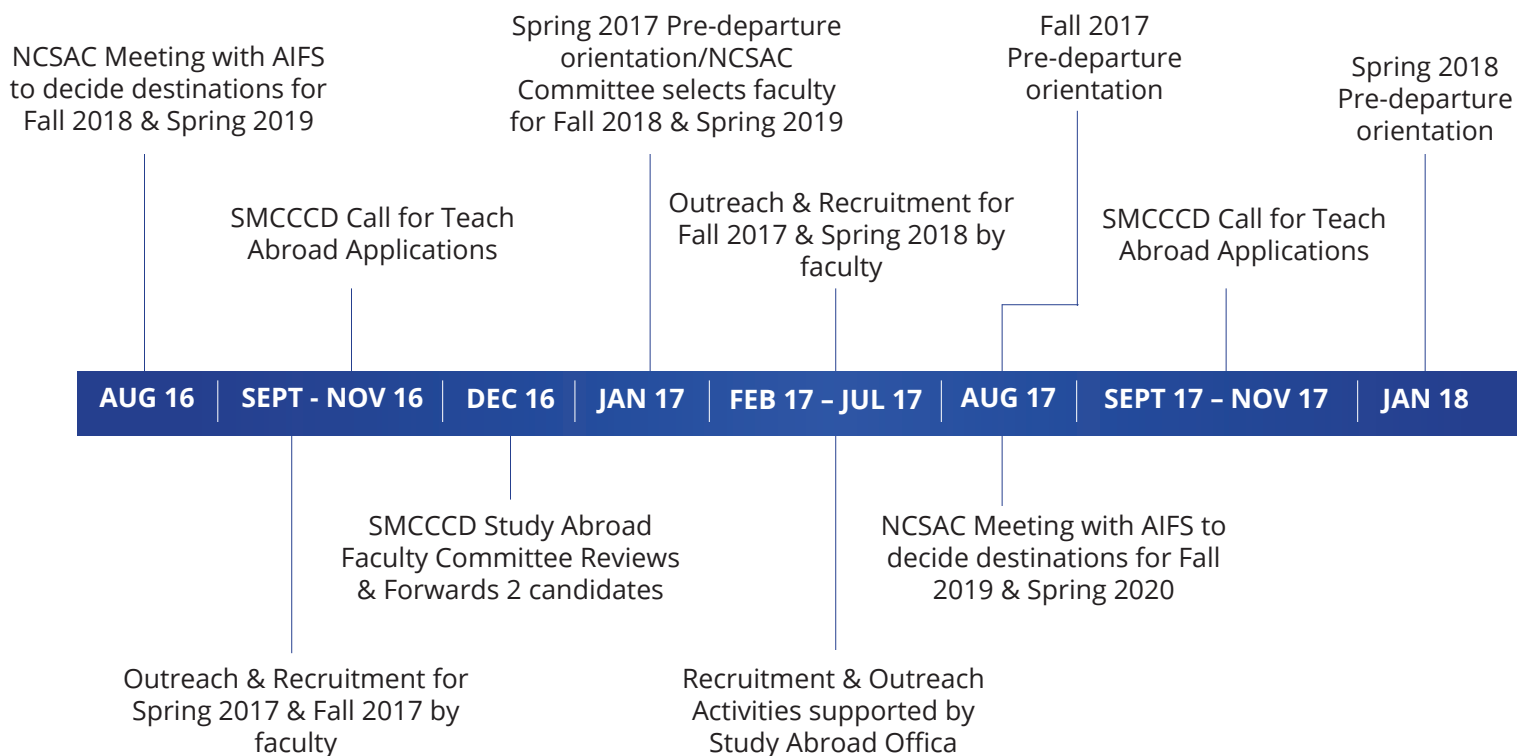 NCSAC Meeting with AIFS
to decide destinations for
Fall 2018 & Spring 2019
Spring 2017 Pre-departure
orientation/NCSAC
Committee selects faculty
for Fall 2018 & Spring 2019
Fall 2017
Pre-departure
orientation
Spring 2018
Pre-departure
orientation
SMCCCD Call for Teach
Abroad Applications
Outreach & Recruitment for
Fall 2017 & Spring 2018 by
faculty
SMCCCD Call for Teach
Abroad Applications
AUG 16 SEPT - NOV 16 DEC 16 JAN 17 FEB 17 – JUL 17 AUG 17 SEPT 17 – NOV 17 JAN 18
SMCCCD Study Abroad
Faculty Committee Reviews
& Forwards 2 candidates
NCSAC Meeting with AIFS to
decide destinations for Fall
2019 & Spring 2020
Outreach & Recruitment for
Spring 2017 & Fall 2017 by
faculty
Recruitment & Outreach
Activities supported by
Study Abroad Offica